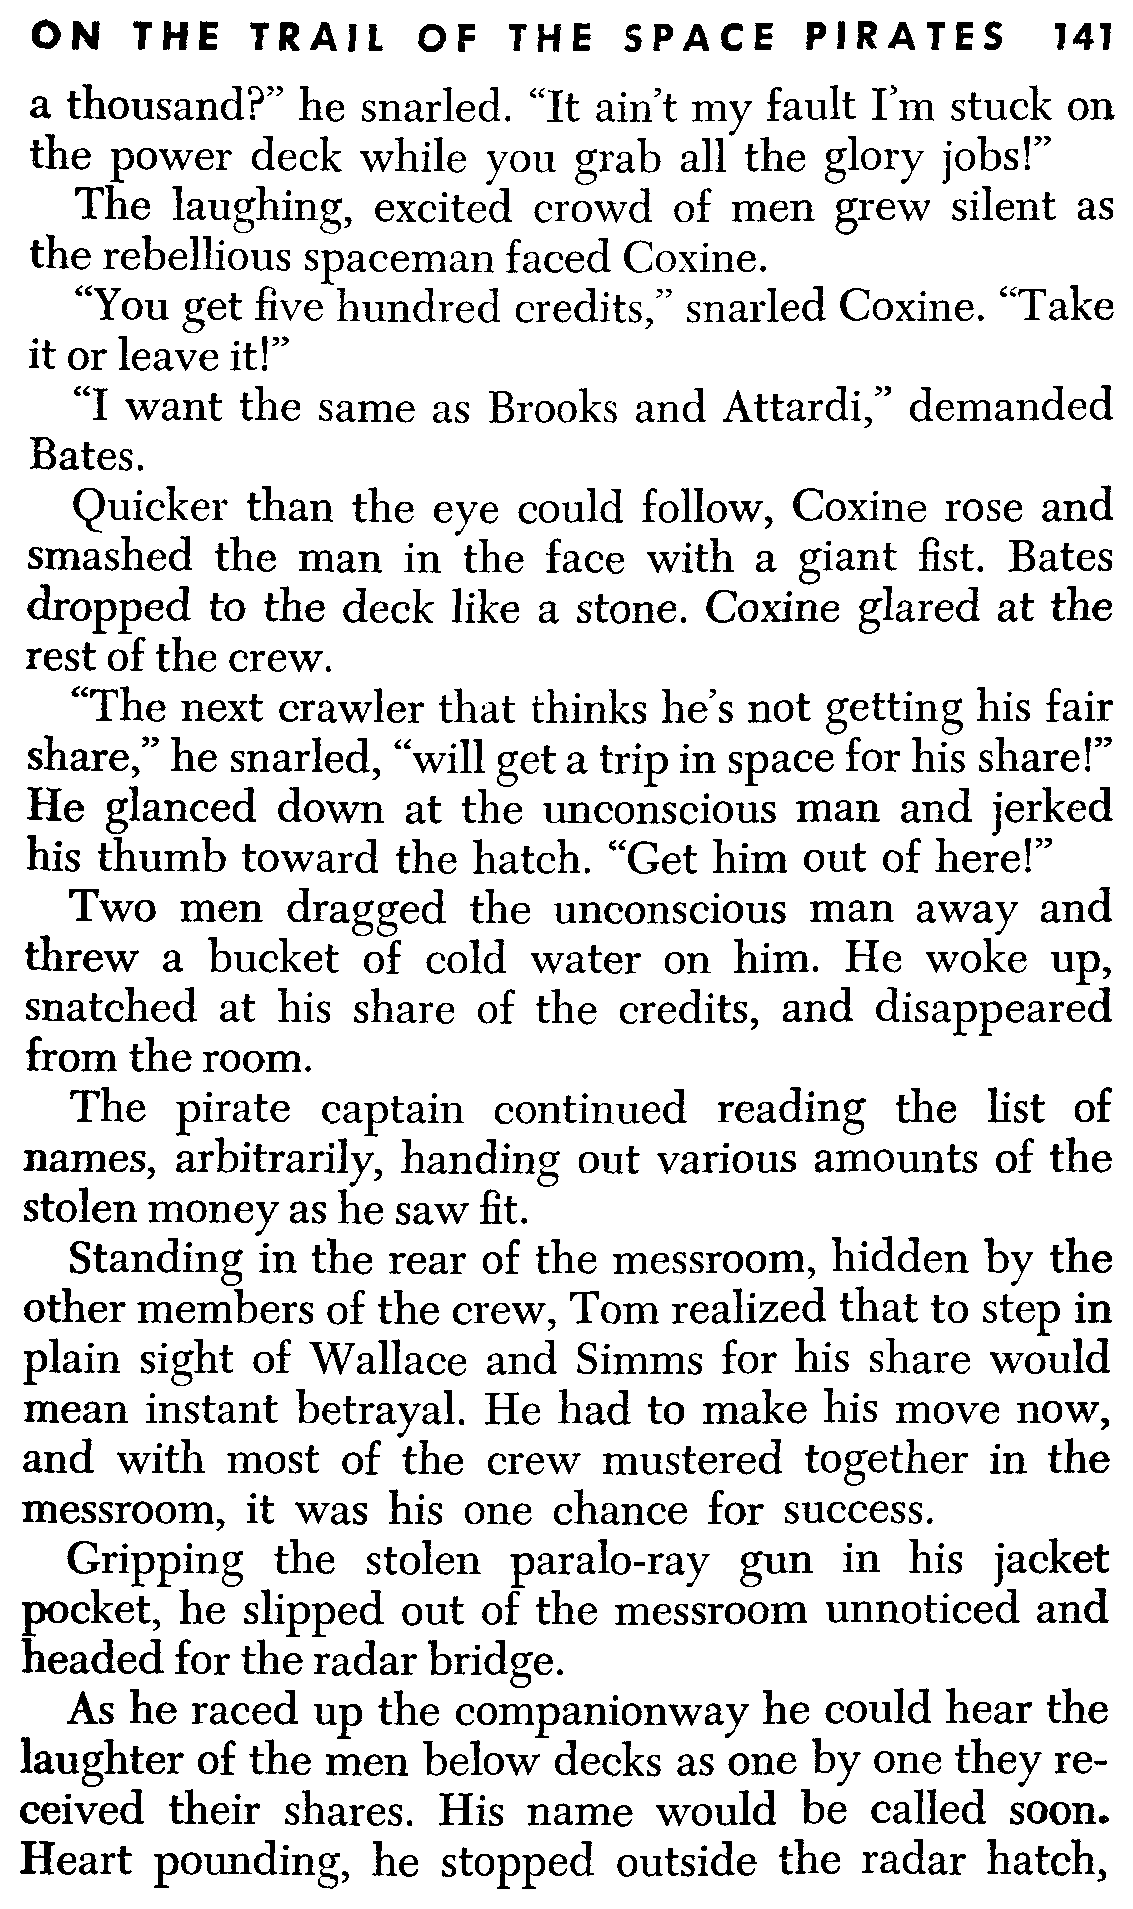 ON THE TRAIL OF THE SPACE PIRATES 141
a thousand?” he snarled. “It ain’t my fault I’m stuck on
the power deck while you grab all the glory jobs!”
The laughing, excited crowd of men grew silent as
the rebellious spaceman faced Coxine.
“You get five hundred credits,” snarled Coxine. “Take
it or leave it!”
“I want the same as Brooks and Attardi,” demanded
Bates.
Quicker than the eye could follow, Coxine rose and
smashed the man in the face with a giant fist. Bates
dropped to the deck like a stone. Coxine glared at the
rest of the crew.
“The next crawler that thinks he’s not getting his fair
share,” he snarled, “will get a trip in space for his share!”
He glanced down at the unconscious man and jerked
his thumb toward the hatch. “Get him out of here!”
Two men dragged the unconscious man away and
threw a bucket of cold water on him. He woke up,
snatched at his share of the credits, and disappeared
from the room.
The pirate captain continued reading the list of
names, arbitrarily, handing out various amounts of the
stolen money as he saw fit.
Standing in the rear of the messroom, hidden by the
other members of the crew, Tom realized that to step in
plain sight of Wallace and Simms for his share would
mean instant betrayal. He had to make his move now,
and with most of the crew mustered together in the
messroom, it was his one chance for success.
Gripping the stolen paralo-ray gun in his jacket
pocket, he slipped out of the messroom unnoticed and
headed for the radar bridge.
As he raced up the companionway he could hear the
laughter of the men below decks as one by one they re-
ceived their shares. His name would be called soon.
Heart pounding, he stopped outside the radar hatch,